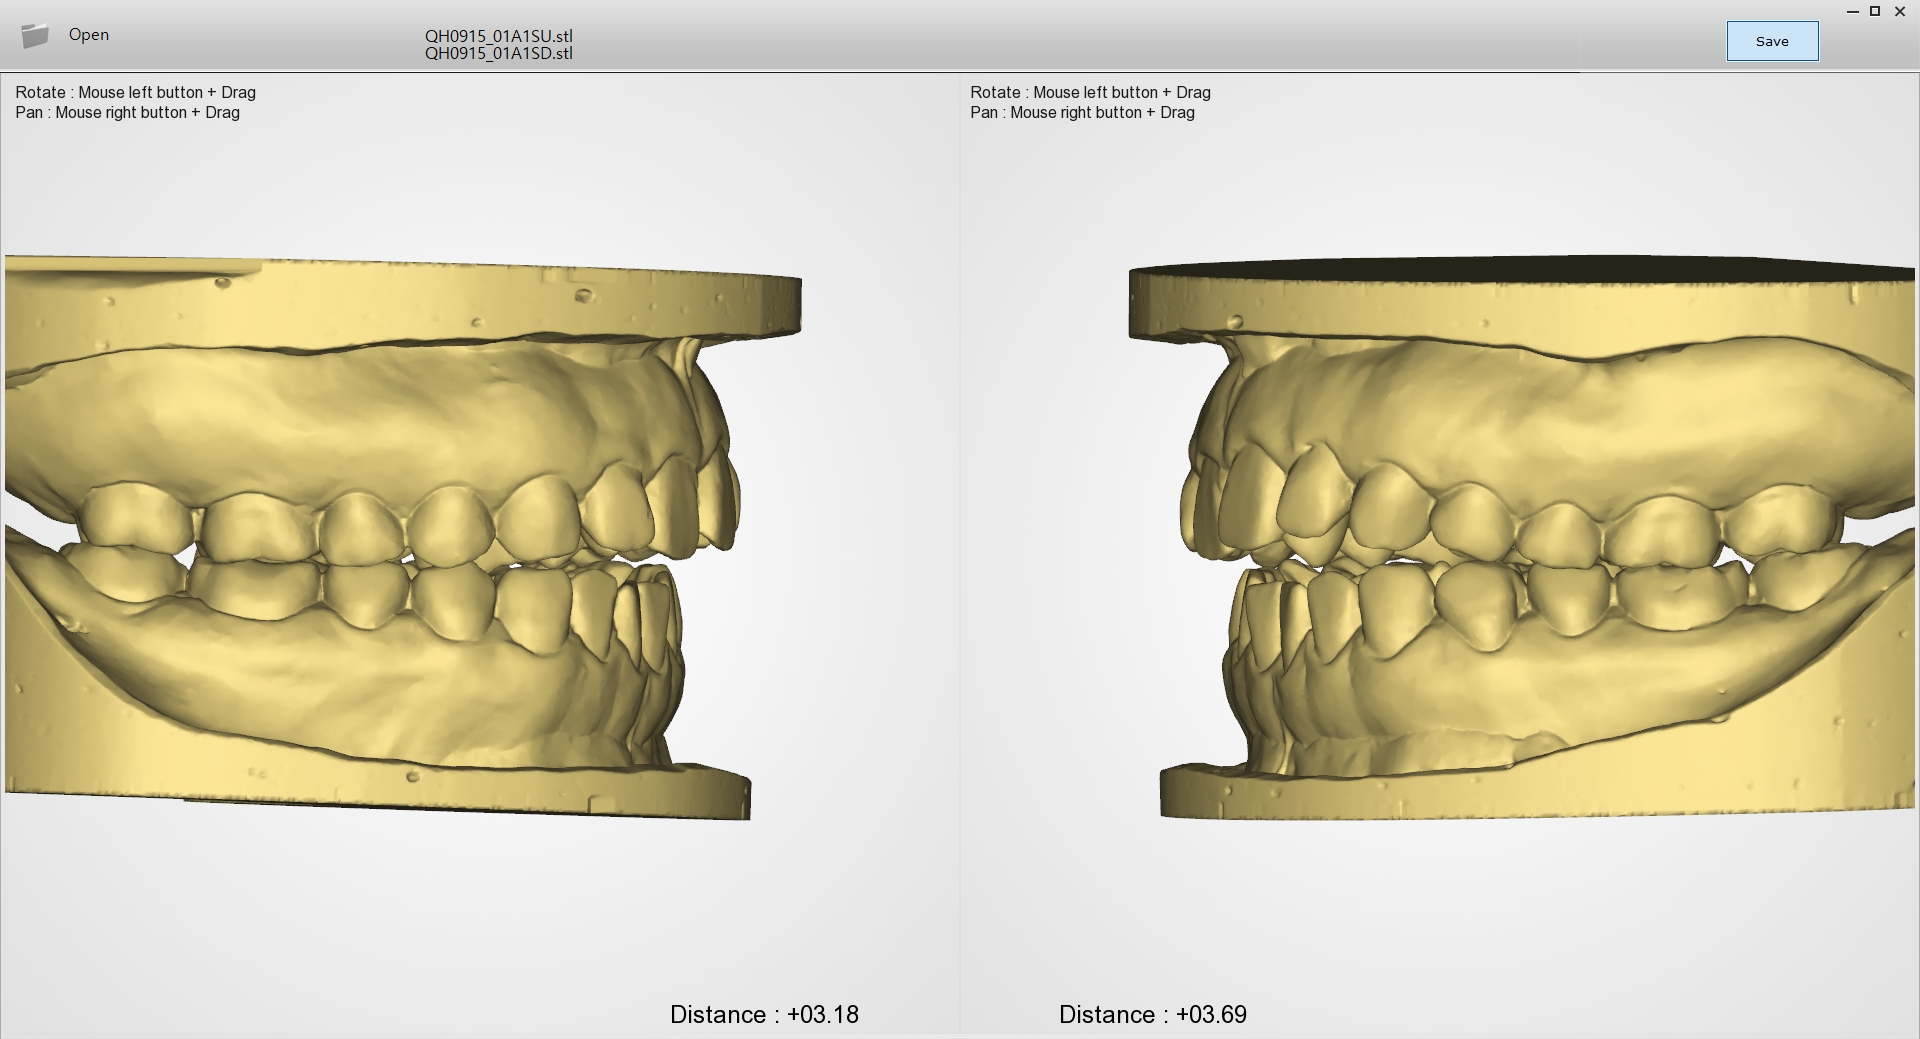 Open
QH0915_01A1SU.stl
QH0915_01A1SD.stl
Save
Rotate : Mouse left button + Drag
Pan : Mouse right button + Drag
Rotate : Mouse left button + Drag
Pan : Mouse right button + Drag
Distance : +03.18
Distance : +03.69